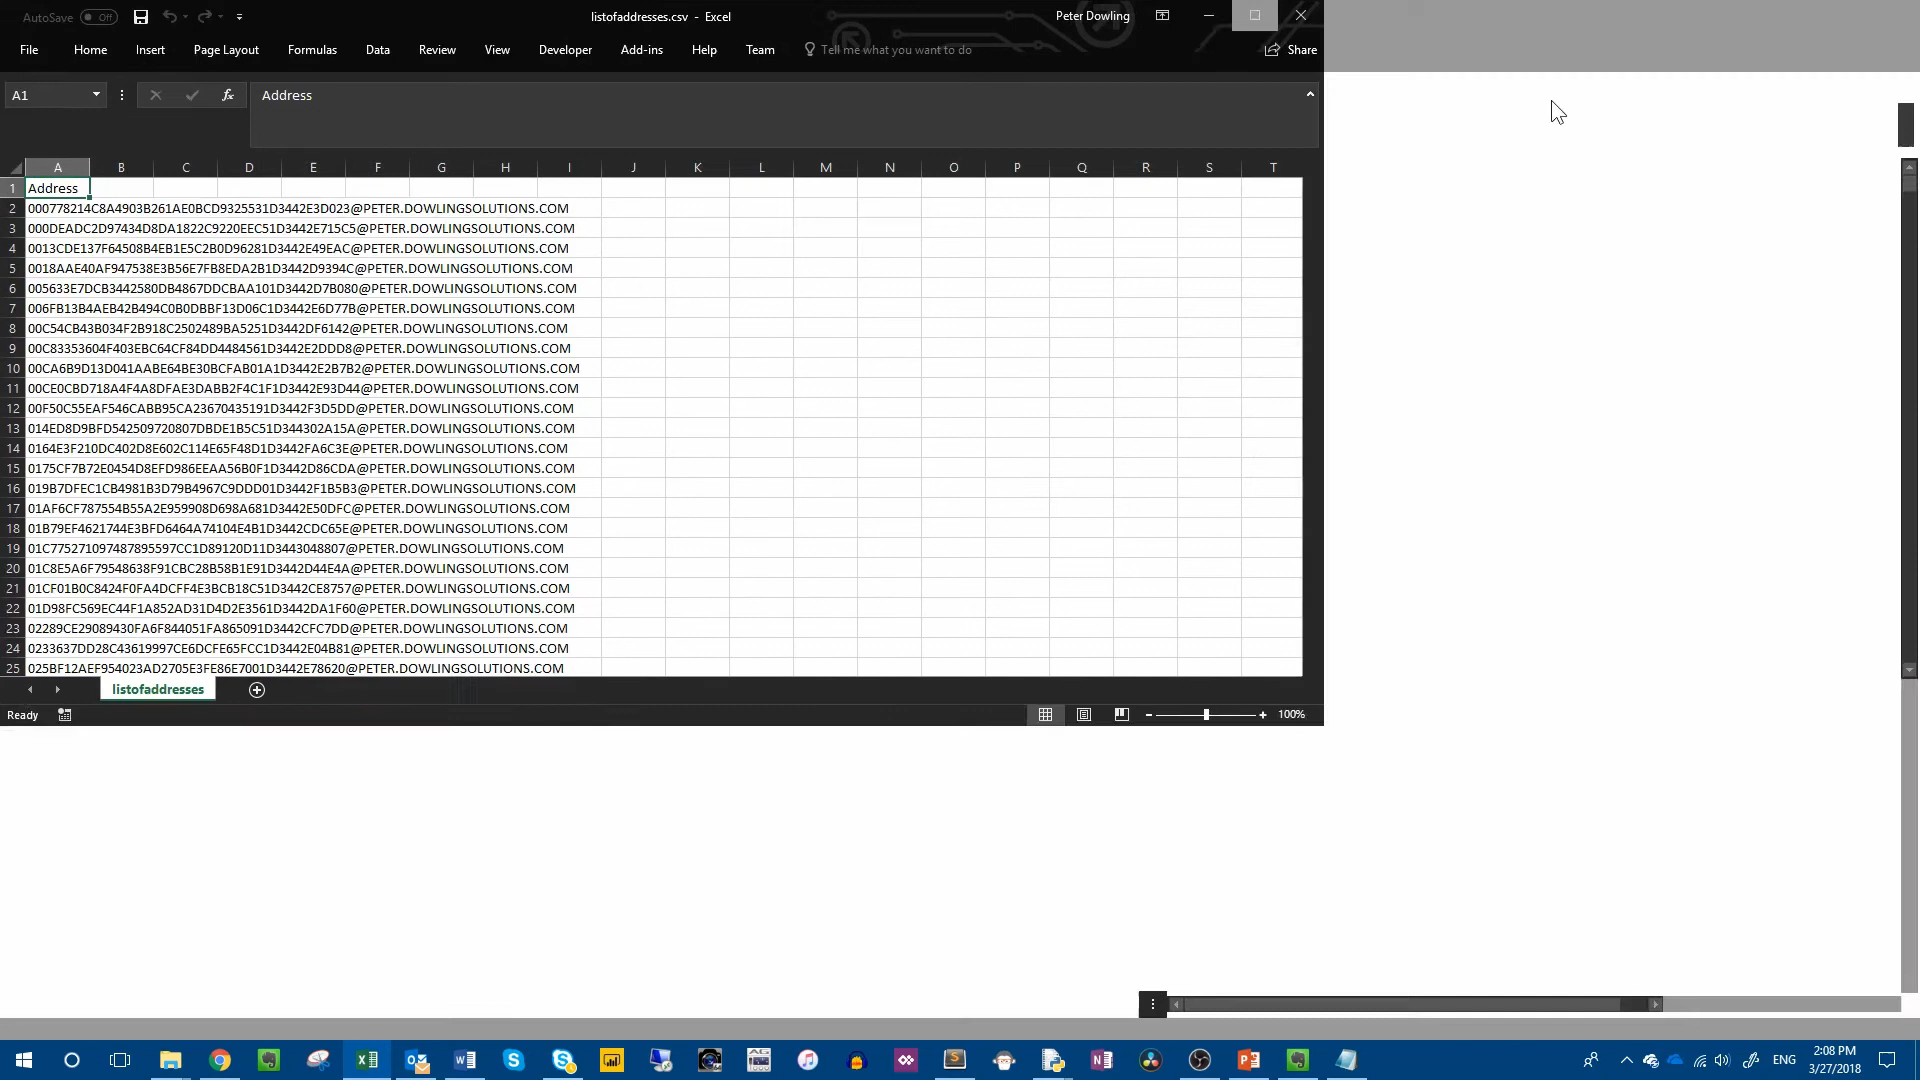 AutoSave Off listofaddresses.csv - Excel Peter Dowling
File Home Insert Page Layout Formulas Data Review View Developer Add-ins Help Team Tell me what you want to do Share
A1 fx Address
A B C D E F G H I J K L M N O P Q R S T
1 Address
2 000778214C8A4903B261AE0BCD9325531D3442E3D023@PETER.DOWLINGSOLUTIONS.COM
3 000DEADC2D97434D8DA1822C9220EEC51D3442E715C5@PETER.DOWLINGSOLUTIONS.COM
4 0013CDE137F64508B4EB1E5C2B0D96281D3442E49EAC@PETER.DOWLINGSOLUTIONS.COM
5 0018AAE40AF947538E3B56E7FB8EDA2B1D3442D9394C@PETER.DOWLINGSOLUTIONS.COM
6 005633E7DCB3442580DB4867DDCBAA101D3442D7B080@PETER.DOWLINGSOLUTIONS.COM
7 006FB13B4AEB42B494C0B0DBBF13D06C1D3442E6D77B@PETER.DOWLINGSOLUTIONS.COM
8 00C54CB43B034F2B918C2502489BA5251D3442DF6142@PETER.DOWLINGSOLUTIONS.COM
9 00C83353604F403EBC64CF84DD4484561D3442E2DDD8@PETER.DOWLINGSOLUTIONS.COM
10 00CA6B9D13D041AABE64BE30BCFAB01A1D3442E2B7B2@PETER.DOWLINGSOLUTIONS.COM
11 00CE0CBD718A4F4A8DFAE3DABB2F4C1F1D3442E93D44@PETER.DOWLINGSOLUTIONS.COM
12 00F50C55EAF546CABB95CA23670435191D3442F3D5DD@PETER.DOWLINGSOLUTIONS.COM
13 014ED8D9BFD542509720807DBDE1B5C51D344302A15A@PETER.DOWLINGSOLUTIONS.COM
14 0164E3F210DC402D8E602C114E65F48D1D3442FA6C3E@PETER.DOWLINGSOLUTIONS.COM
15 0175CF7B72E0454D8EFD986EEAA56B0F1D3442D86CDA@PETER.DOWLINGSOLUTIONS.COM
16 019B7DFEC1CB4981B3D79B4967C9DDD01D3442F1B5B3@PETER.DOWLINGSOLUTIONS.COM
17 01AF6CF787554B55A2E959908D698A681D3442E50DFC@PETER.DOWLINGSOLUTIONS.COM
18 01B79EF4621744E3BFD6464A74104E4B1D3442CDC65E@PETER.DOWLINGSOLUTIONS.COM
19 01C775271097487895597CC1D89120D11D3443048807@PETER.DOWLINGSOLUTIONS.COM
20 01C8E5A6F79548638F91CBC28B58B1E91D3442D44E4A@PETER.DOWLINGSOLUTIONS.COM
21 01CF01B0C8424F0FA4DCFF4E3BCB18C51D3442CE8757@PETER.DOWLINGSOLUTIONS.COM
22 01D98FC569EC44F1A852AD31D4D2E3561D3442DA1F60@PETER.DOWLINGSOLUTIONS.COM
23 02289CE29089430FA6F844051FA865091D3442CFC7DD@PETER.DOWLINGSOLUTIONS.COM
24 0233637DD28C43619997CE6DCFE65FCC1D3442E04B81@PETER.DOWLINGSOLUTIONS.COM
25 025BF12AEF954023AD2705E3FE86E7001D3442E78620@PETER.DOWLINGSOLUTIONS.COM
listofaddresses
Ready 100%
ENG 2:08 PM
3/27/2018